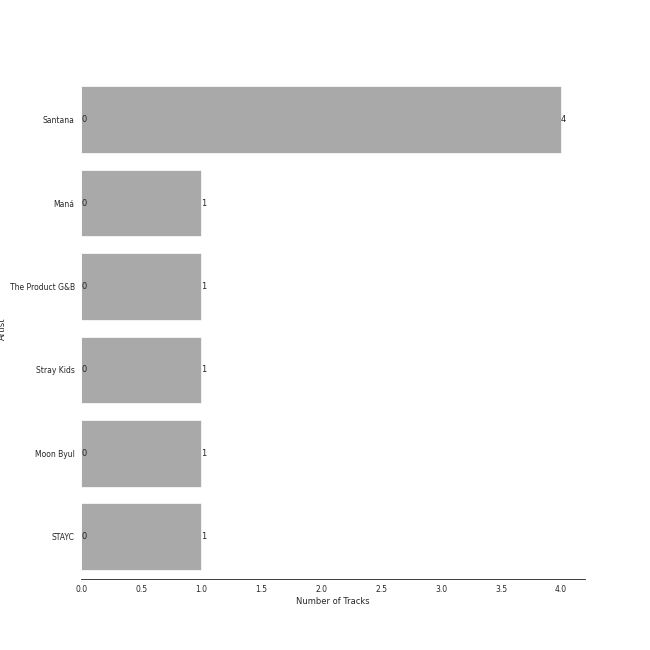 Santana 0 4
Maná 0 1
The Product G&B 0 1
Artist
Stray Kids 0 1
Moon Byul 0 1
STAYC 0 1
0.0 0.5 1.0 1.5 2.0 2.5 3.0 3.5 4.0
Number of Tracks